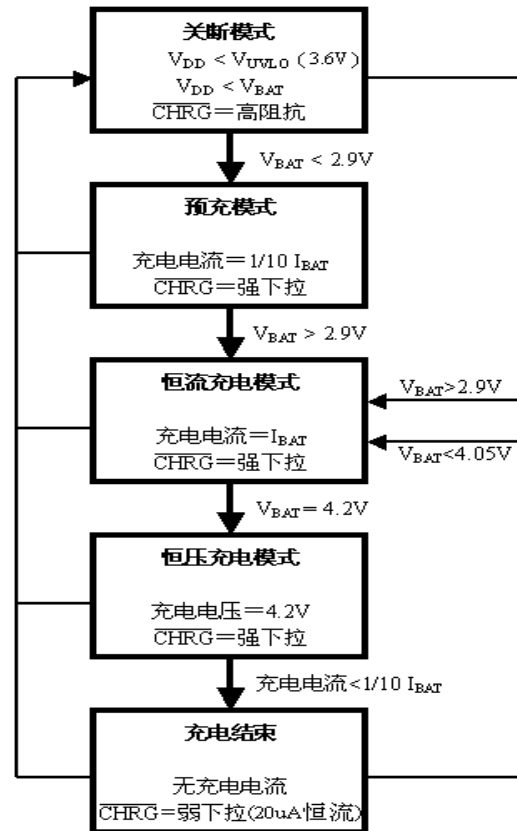 关断模式
VDD < VUVLO (3.6V)
VDD < VBAT
CHRG＝高阻抗
VBAT < 2.9V
预充模式
充电电流＝1/10 IBAT
CHRG＝强下拉
VBAT > 2.9V
恒流充电模式
VBAT>2.9V
充电电流＝IBAT
CHRG＝强下拉
VBAT<4.05V
VBAT= 4.2V
恒压充电模式
充电电压＝4.2V
CHRG＝强下拉
充电电流<1/10 IBAT
充电结束
无充电电流
CHRG＝弱下拉(20uA恒流)